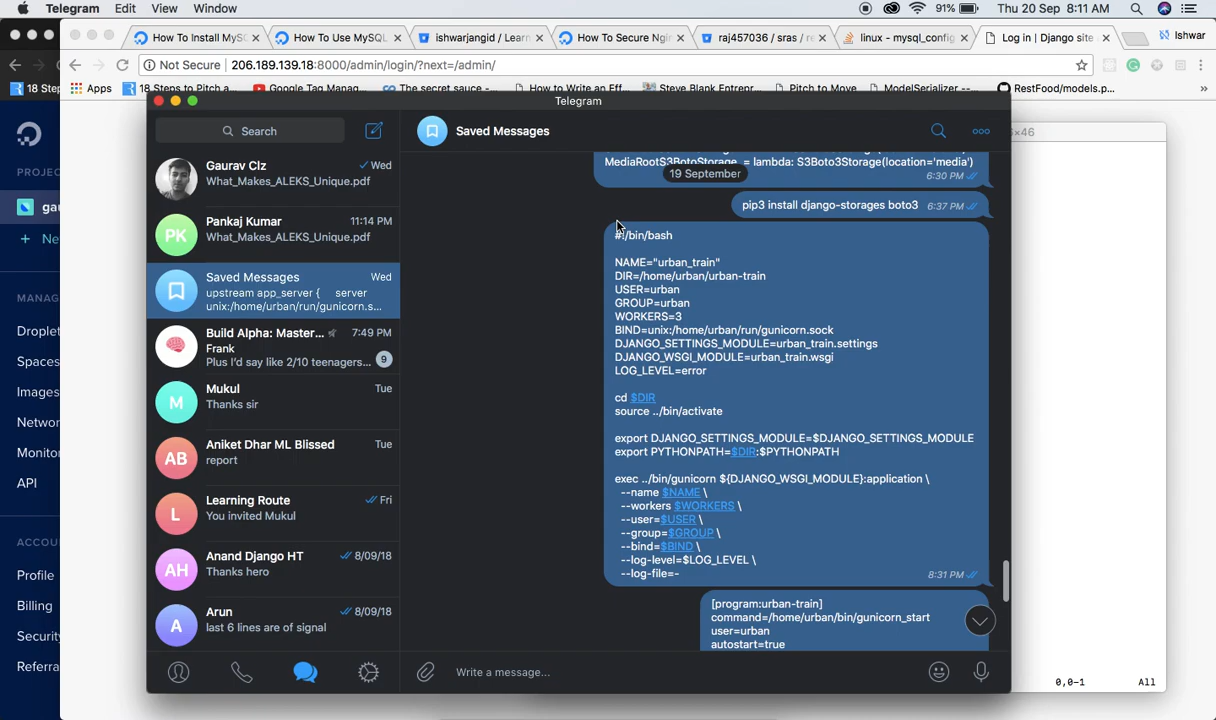 Telegram Edit View Window 91% Thu 20 Sep 8:11 AM
How To Install MySQ How To Use MySQL ishwarjangid / Learn How To Secure Ngi raj457036 / sras / re linux - mysql_config Log in | Django site Ishwar
Not Secure 206.189.139.18:8000/admin/login/?next=/admin/
18 Step Apps 18 Steps to Pitch a... Google Tag Manag... The secret sauce -... How to Write an Eff... Steve Blank Entrepr... Pitch to Move ModelSerializer --... RestFood/models.p... »
Telegram
PROJEC
gau
+ Ne
MANAG
Droplet
Spaces
Images
Networ
Monito
API
ACCOU
Profile
Billing
Security
Referra
Search
Gaurav Clz Wed
What_Makes_ALEKS_Unique.pdf
PK Pankaj Kumar 11:14 PM
What_Makes_ALEKS_Unique.pdf
Saved Messages Wed
upstream app_server { server
unix:/home/urban/run/gunicorn.s...
Build Alpha: Master... 7:49 PM
Frank
Plus I'd say like 2/10 teenagers... 9
M Mukul Tue
Thanks sir
AB Aniket Dhar ML Blissed Tue
report
L Learning Route Fri
You invited Mukul
AH Anand Django HT 8/09/18
Thanks hero
A Arun 8/09/18
last 6 lines are of signal
Saved Messages
MediaRootS3BotoStorage = lambda: S3Boto3Storage(location='media')
6:30 PM
19 September
pip3 install django-storages boto3 6:37 PM
#!/bin/bash
NAME="urban_train"
DIR=/home/urban/urban-train
USER=urban
GROUP=urban
WORKERS=3
BIND=unix:/home/urban/run/gunicorn.sock
DJANGO_SETTINGS_MODULE=urban_train.settings
DJANGO_WSGI_MODULE=urban_train.wsgi
LOG_LEVEL=error
cd $DIR
source ../bin/activate
export DJANGO_SETTINGS_MODULE=$DJANGO_SETTINGS_MODULE
export PYTHONPATH=$DIR:$PYTHONPATH
exec ../bin/gunicorn ${DJANGO_WSGI_MODULE}:application \
--name $NAME \
--workers $WORKERS \
--user=$USER \
--group=$GROUP \
--bind=$BIND \
--log-level=$LOG_LEVEL \
--log-file=-
8:31 PM
[program:urban-train]
command=/home/urban/bin/gunicorn_start
user=urban
autostart=true
Write a message...
×46
0,0-1 All